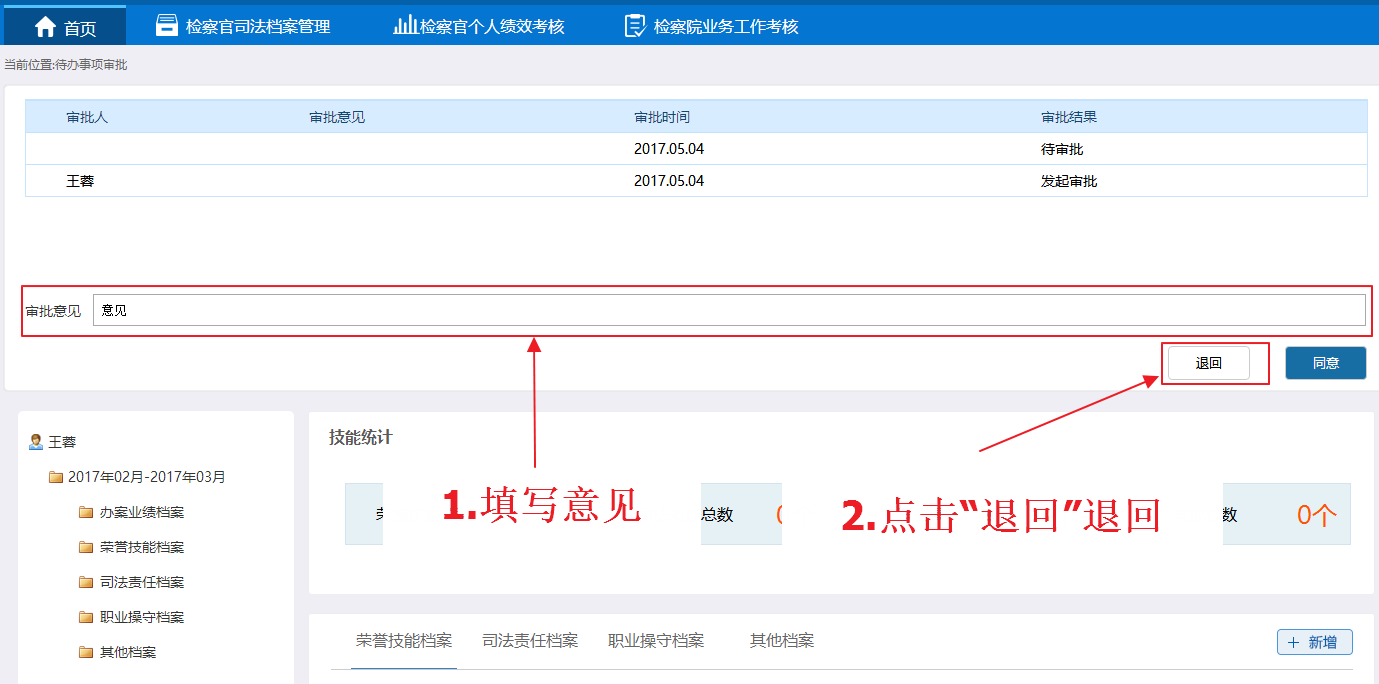 首页 检察官司法档案管理 检察官个人绩效考核 检察院业务工作考核
当前位置:待办事项审批
审批人 审批意见 审批时间 审批结果
2017.05.04 待审批
王蓉 2017.05.04 发起审批
审批意见 意见
退回 同意
王蓉
2017年02月-2017年03月
办案业绩档案
荣誉技能档案
司法责任档案
职业操守档案
其他档案
技能统计
总数 数 0个
1.填写意见
2.点击“退回”退回
荣誉技能档案 司法责任档案 职业操守档案 其他档案 + 新增